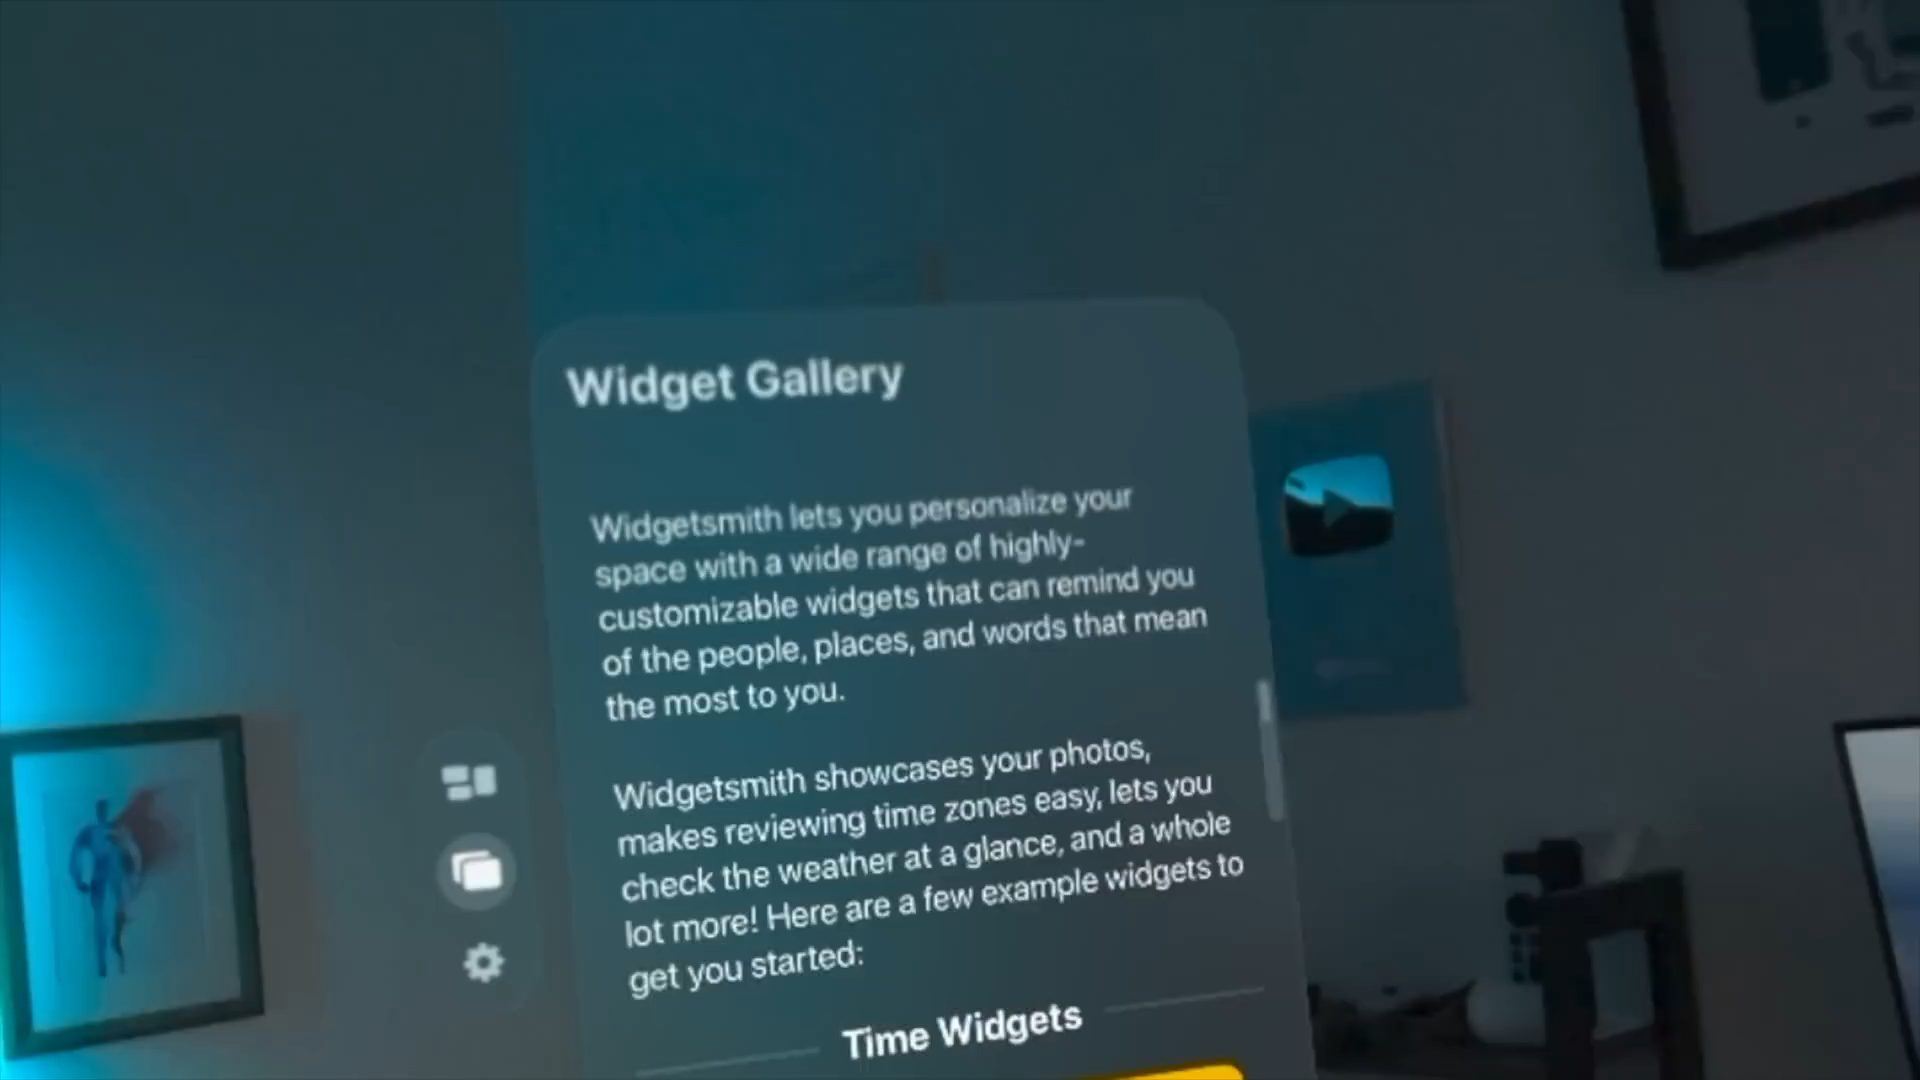 Widget Gallery
Widgetsmith lets you personalize your
space with a wide range of highly-
customizable widgets that can remind you
of the people, places, and words that mean
the most to you.
Widgetsmith showcases your photos,
makes reviewing time zones easy, lets you
check the weather at a glance, and a whole
lot more! Here are a few example widgets to
get you started:
Time Widgets